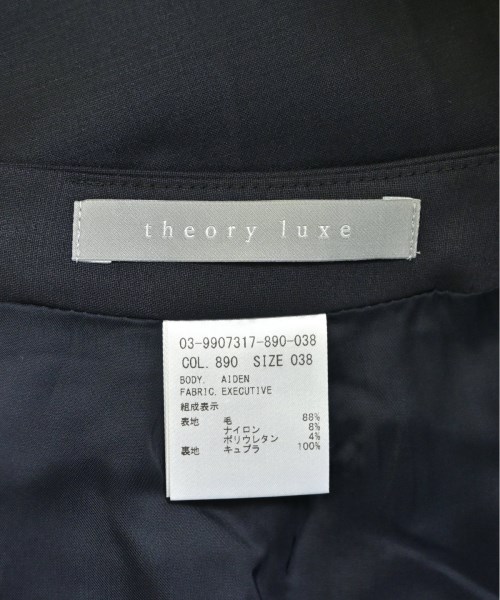 theory luxe
03-9907317-890-038
COL. 890 SIZE 038
BODY. AIDEN
FABRIC. EXECUTIVE
組成表示
表地 毛 88%
ナイロン 8%
ポリウレタン 4%
裏地 キュプラ 100%